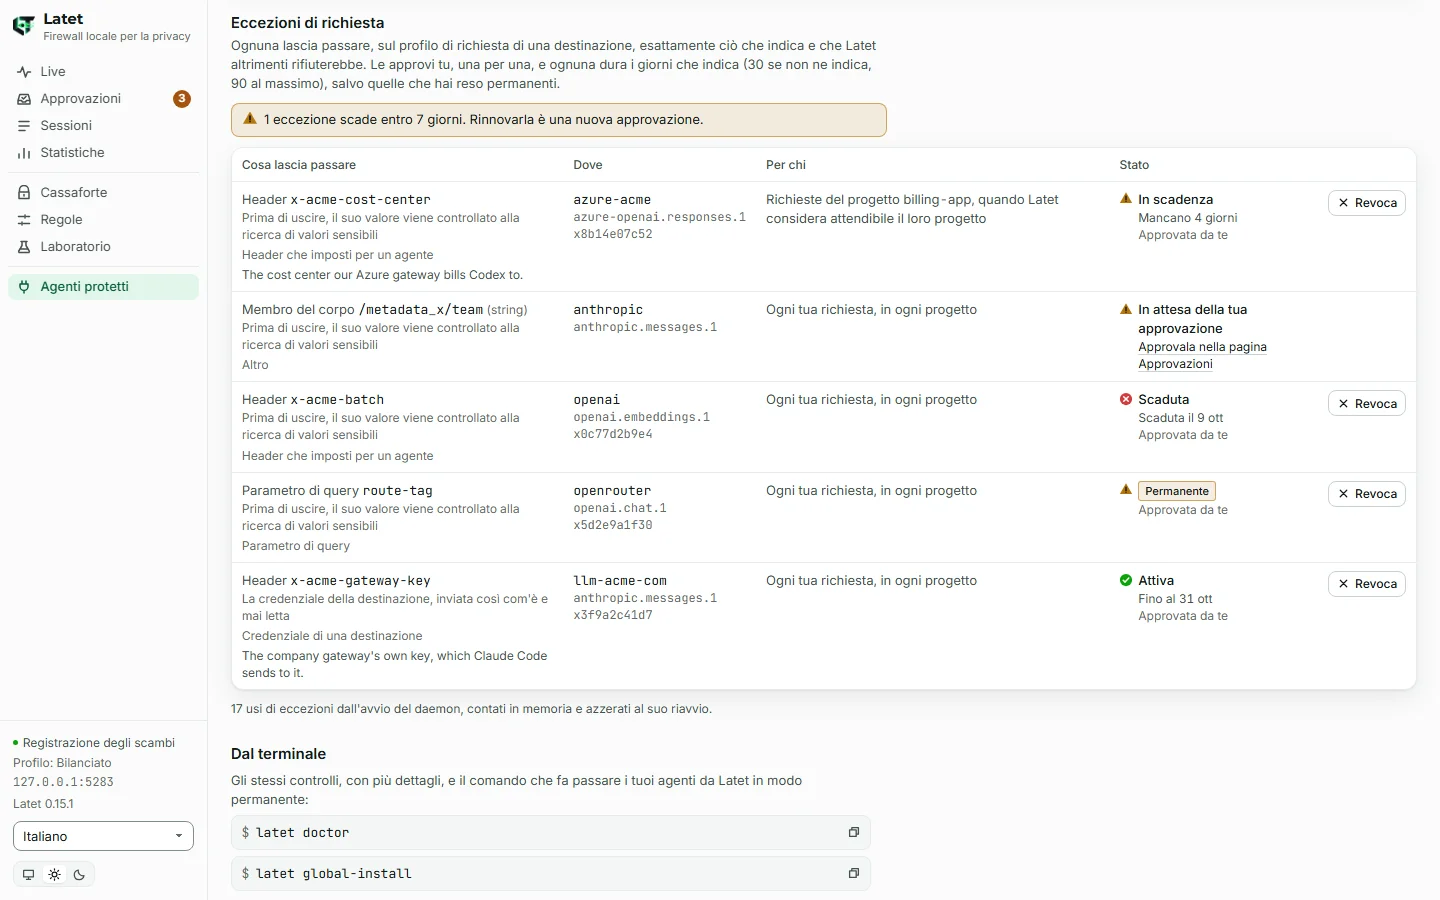 Latet
Firewall locale per la privacy
Live
Approvazioni 3
Sessioni
Statistiche
Cassaforte
Regole
Laboratorio
Agenti protetti
Registrazione degli scambi
Profilo: Bilanciato
127.0.0.1:5283
Latet 0.15.1
Italiano
Eccezioni di richiesta
Ognuna lascia passare, sul profilo di richiesta di una destinazione, esattamente ciò che indica e che Latet
altrimenti rifiuterebbe. Le approvi tu, una per una, e ognuna dura i giorni che indica (30 se non ne indica,
90 al massimo), salvo quelle che hai reso permanenti.
1 eccezione scade entro 7 giorni. Rinnovarla è una nuova approvazione.
Cosa lascia passare Dove Per chi Stato
Header x-acme-cost-center
Prima di uscire, il suo valore viene controllato alla
ricerca di valori sensibili
Header che imposti per un agente
The cost center our Azure gateway bills Codex to.
azure-acme
azure-openai.responses.1
x8b14e07c52
Richieste del progetto billing-app, quando Latet
considera attendibile il loro progetto
In scadenza
Mancano 4 giorni
Approvata da te
Revoca
Membro del corpo /metadata_x/team (string)
Prima di uscire, il suo valore viene controllato alla
ricerca di valori sensibili
Altro
anthropic
anthropic.messages.1
Ogni tua richiesta, in ogni progetto
In attesa della tua
approvazione
Approvala nella pagina
Approvazioni
Header x-acme-batch
Prima di uscire, il suo valore viene controllato alla
ricerca di valori sensibili
Header che imposti per un agente
openai
openai.embeddings.1
x0c77d2b9e4
Ogni tua richiesta, in ogni progetto
Scaduta
Scaduta il 9 ott
Approvata da te
Revoca
Parametro di query route-tag
Prima di uscire, il suo valore viene controllato alla
ricerca di valori sensibili
Parametro di query
openrouter
openai.chat.1
x5d2e9a1f30
Ogni tua richiesta, in ogni progetto
Permanente
Approvata da te
Revoca
Header x-acme-gateway-key
La credenziale della destinazione, inviata così com'è e
mai letta
Credenziale di una destinazione
The company gateway's own key, which Claude Code
sends to it.
llm-acme-com
anthropic.messages.1
x3f9a2c41d7
Ogni tua richiesta, in ogni progetto
Attiva
Fino al 31 ott
Approvata da te
Revoca
17 usi di eccezioni dall'avvio del daemon, contati in memoria e azzerati al suo riavvio.
Dal terminale
Gli stessi controlli, con più dettagli, e il comando che fa passare i tuoi agenti da Latet in modo
permanente:
$ latet doctor
$ latet global-install